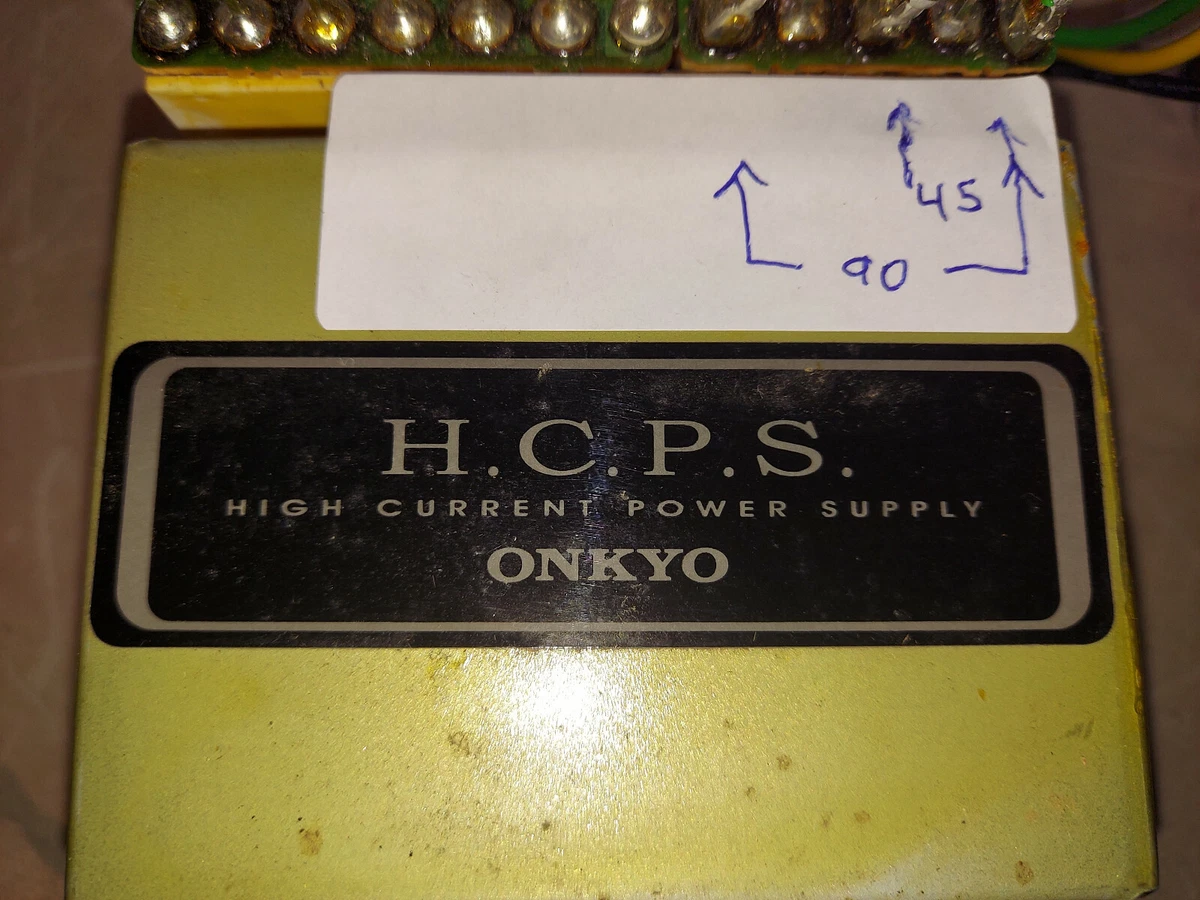 45
90
H.C.P.S.
HIGH CURRENT POWER SUPPLY
ONKYO